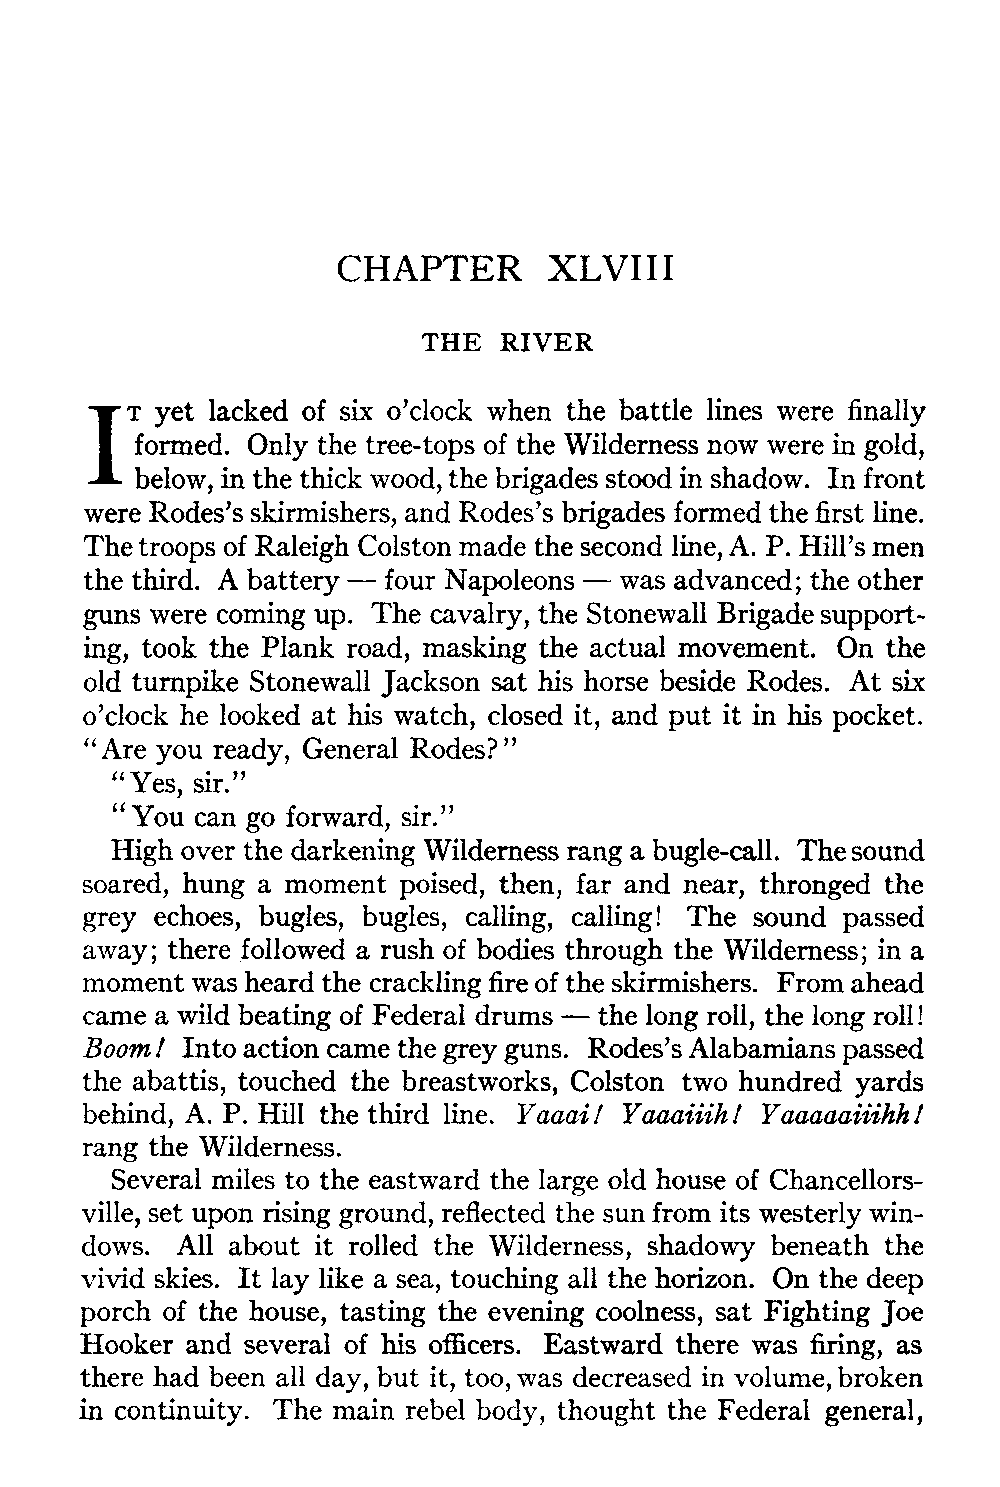 CHAPTER XLVIII
THE RIVER
IT yet lacked of six o'clock when the battle lines were finally
formed. Only the tree-tops of the Wilderness now were in gold,
below, in the thick wood, the brigades stood in shadow. In front
were Rodes's skirmishers, and Rodes's brigades formed the first line.
The troops of Raleigh Colston made the second line, A. P. Hill's men
the third. A battery — four Napoleons — was advanced; the other
guns were coming up. The cavalry, the Stonewall Brigade support-
ing, took the Plank road, masking the actual movement. On the
old turnpike Stonewall Jackson sat his horse beside Rodes. At six
o'clock he looked at his watch, closed it, and put it in his pocket.
"Are you ready, General Rodes?"
"Yes, sir."
"You can go forward, sir."
High over the darkening Wilderness rang a bugle-call. The sound
soared, hung a moment poised, then, far and near, thronged the
grey echoes, bugles, bugles, calling, calling! The sound passed
away; there followed a rush of bodies through the Wilderness; in a
moment was heard the crackling fire of the skirmishers. From ahead
came a wild beating of Federal drums — the long roll, the long roll!
Boom! Into action came the grey guns. Rodes's Alabamians passed
the abattis, touched the breastworks, Colston two hundred yards
behind, A. P. Hill the third line. Yaaai! Yaaaiiih! Yaaaaaiiihh!
rang the Wilderness.
Several miles to the eastward the large old house of Chancellors-
ville, set upon rising ground, reflected the sun from its westerly win-
dows. All about it rolled the Wilderness, shadowy beneath the
vivid skies. It lay like a sea, touching all the horizon. On the deep
porch of the house, tasting the evening coolness, sat Fighting Joe
Hooker and several of his officers. Eastward there was firing, as
there had been all day, but it, too, was decreased in volume, broken
in continuity. The main rebel body, thought the Federal general,